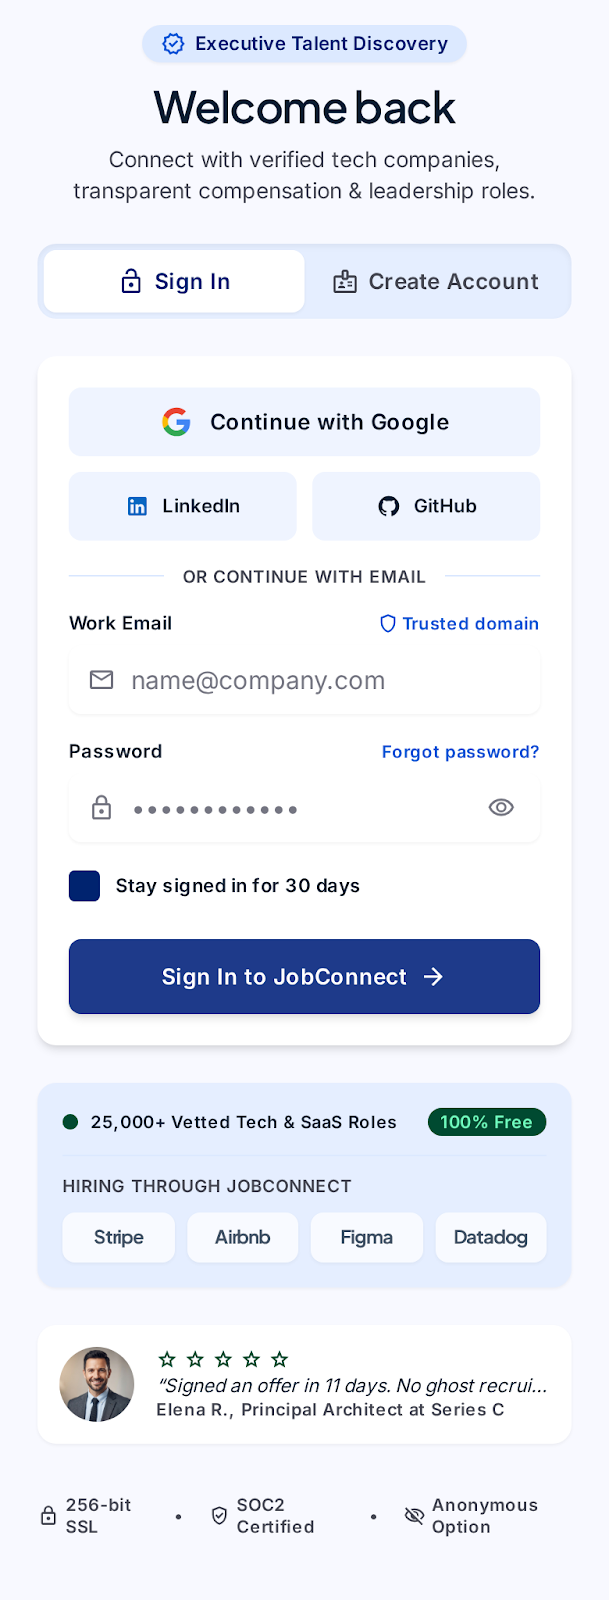 Executive Talent Discovery
Welcome back
Connect with verified tech companies,
transparent compensation & leadership roles.
Sign In
Create Account
Continue with Google
LinkedIn
GitHub
OR CONTINUE WITH EMAIL
Work Email
Trusted domain
name@company.com
Password
Forgot password?
Stay signed in for 30 days
Sign In to JobConnect
25,000+ Vetted Tech & SaaS Roles
100% Free
HIRING THROUGH JOBCONNECT
Stripe
Airbnb
Figma
Datadog
“Signed an offer in 11 days. No ghost recrui...
Elena R., Principal Architect at Series C
256-bit
SSL
•
SOC2
Certified
•
Anonymous
Option